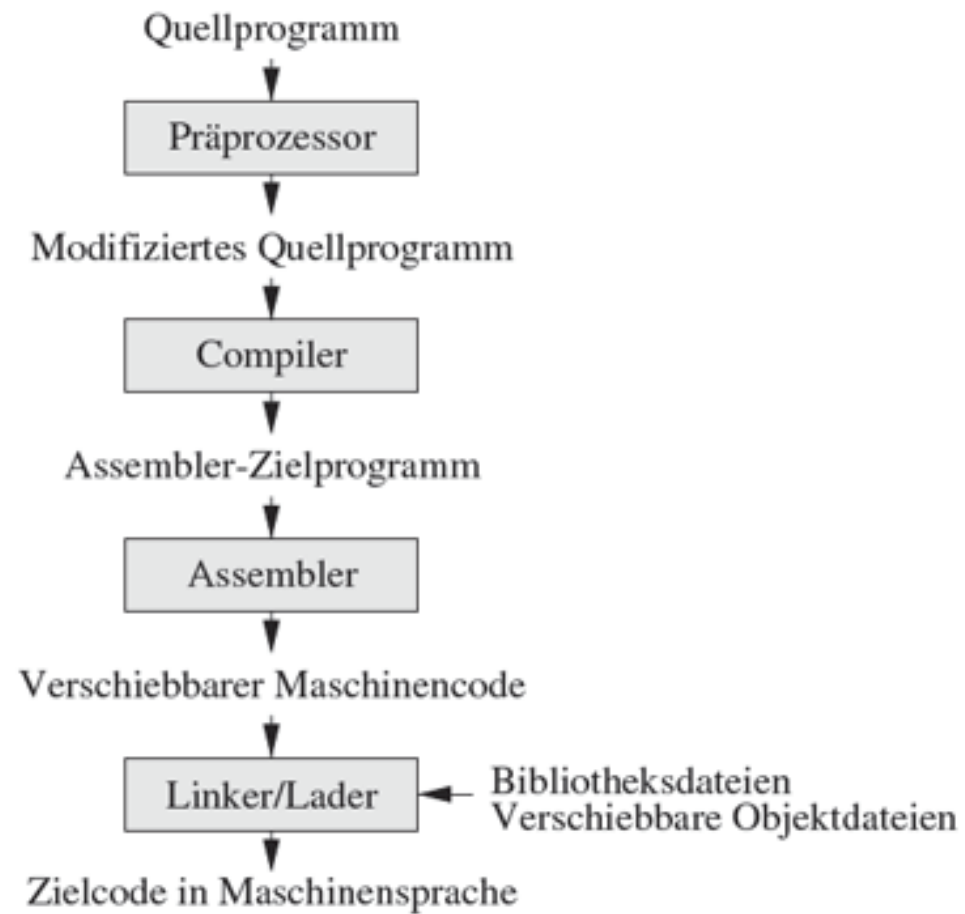 Quellprogramm
Präprozessor
Modifiziertes Quellprogramm
Compiler
Assembler-Zielprogramm
Assembler
Verschiebbarer Maschinencode
Linker/Lader
Bibliotheksdateien
Verschiebbare Objektdateien
Zielcode in Maschinensprache